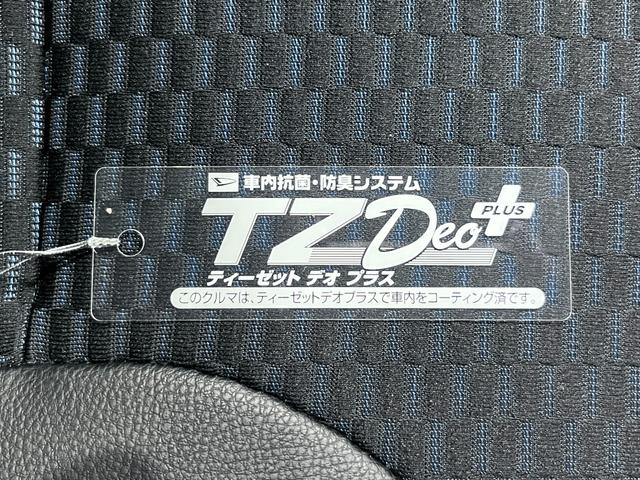 車内抗菌・防臭システム
TZ Deo PLUS
ティーゼット デオ プラス
このクルマは、ティーゼットデオプラスで車内をコーティング済です。